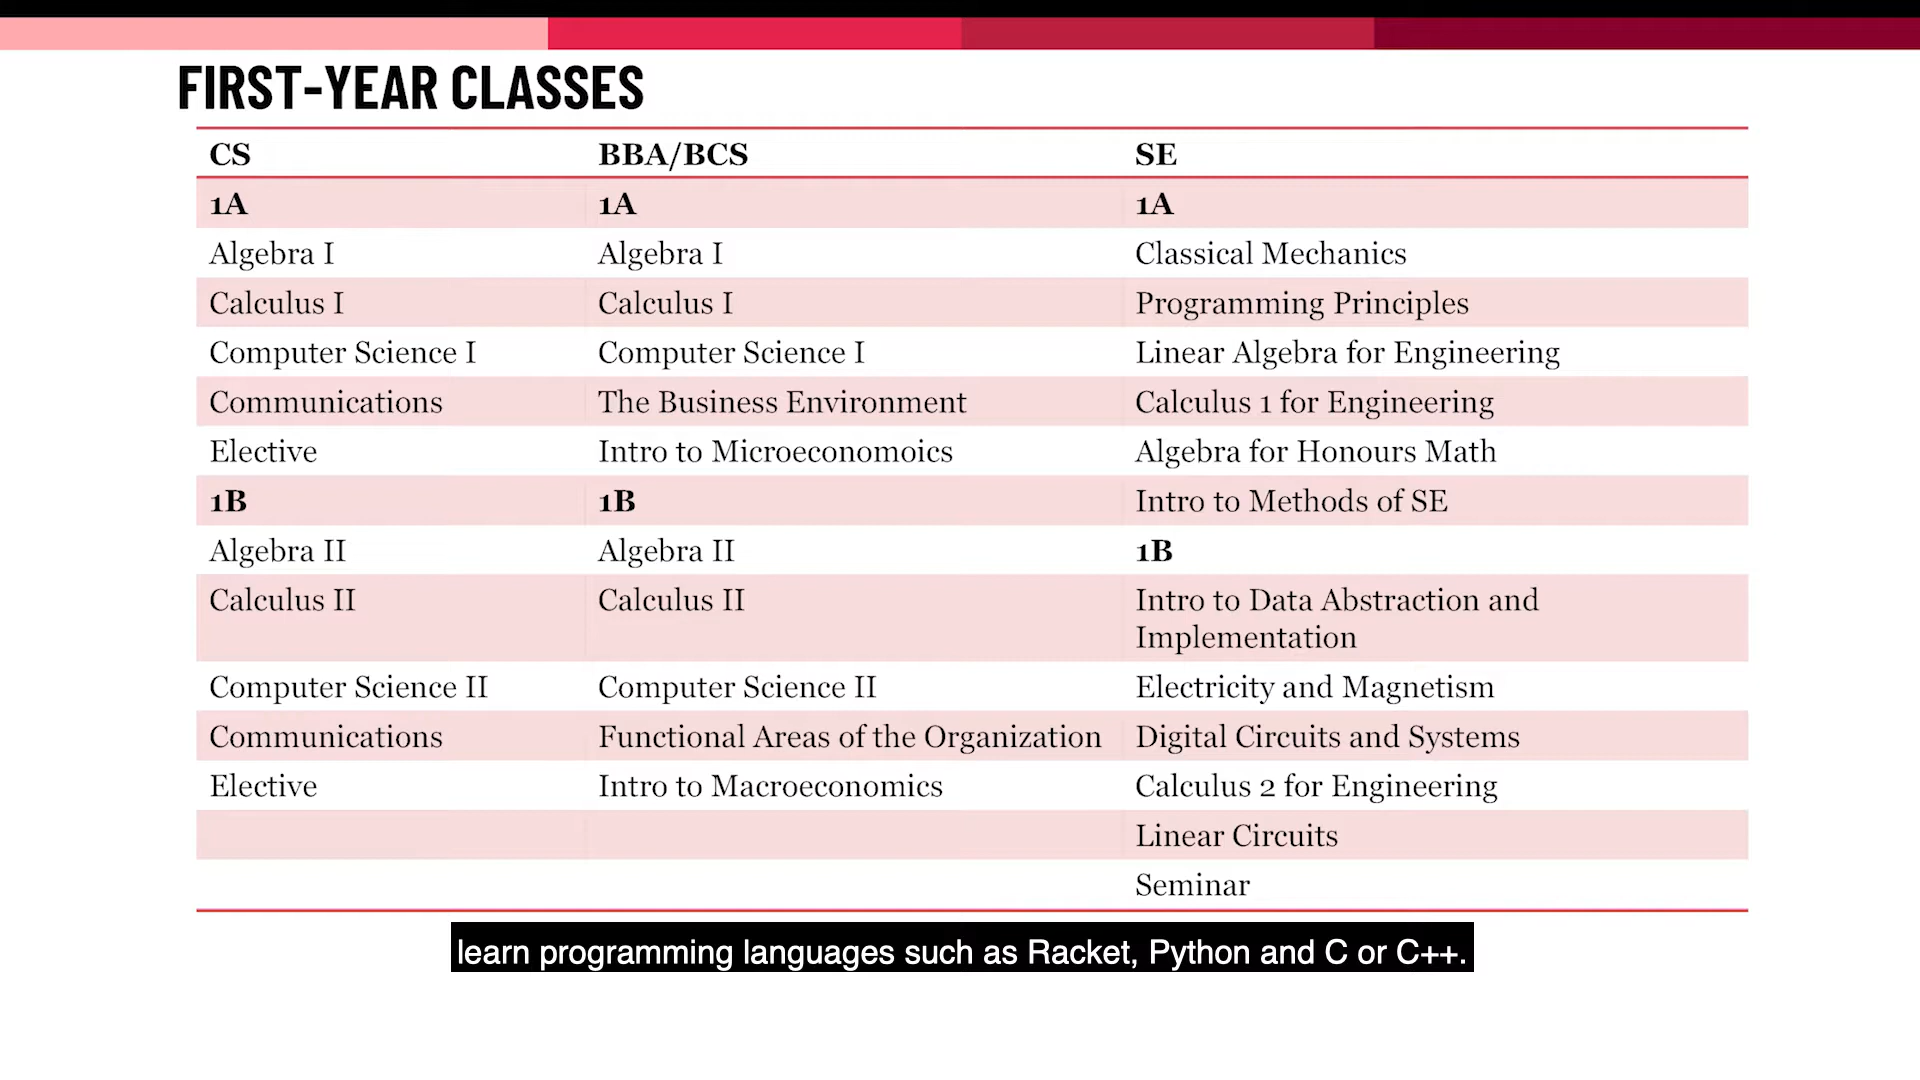 FIRST-YEAR CLASSES
CS BBA/BCS SE
1A 1A 1A
Algebra I Algebra I Classical Mechanics
Calculus I Calculus I Programming Principles
Computer Science I Computer Science I Linear Algebra for Engineering
Communications The Business Environment Calculus 1 for Engineering
Elective Intro to Microeconomoics Algebra for Honours Math
1B 1B Intro to Methods of SE
Algebra II Algebra II 1B
Calculus II Calculus II Intro to Data Abstraction and
Implementation
Computer Science II Computer Science II Electricity and Magnetism
Communications Functional Areas of the Organization Digital Circuits and Systems
Elective Intro to Macroeconomics Calculus 2 for Engineering
Linear Circuits
Seminar
learn programming languages such as Racket, Python and C or C++.